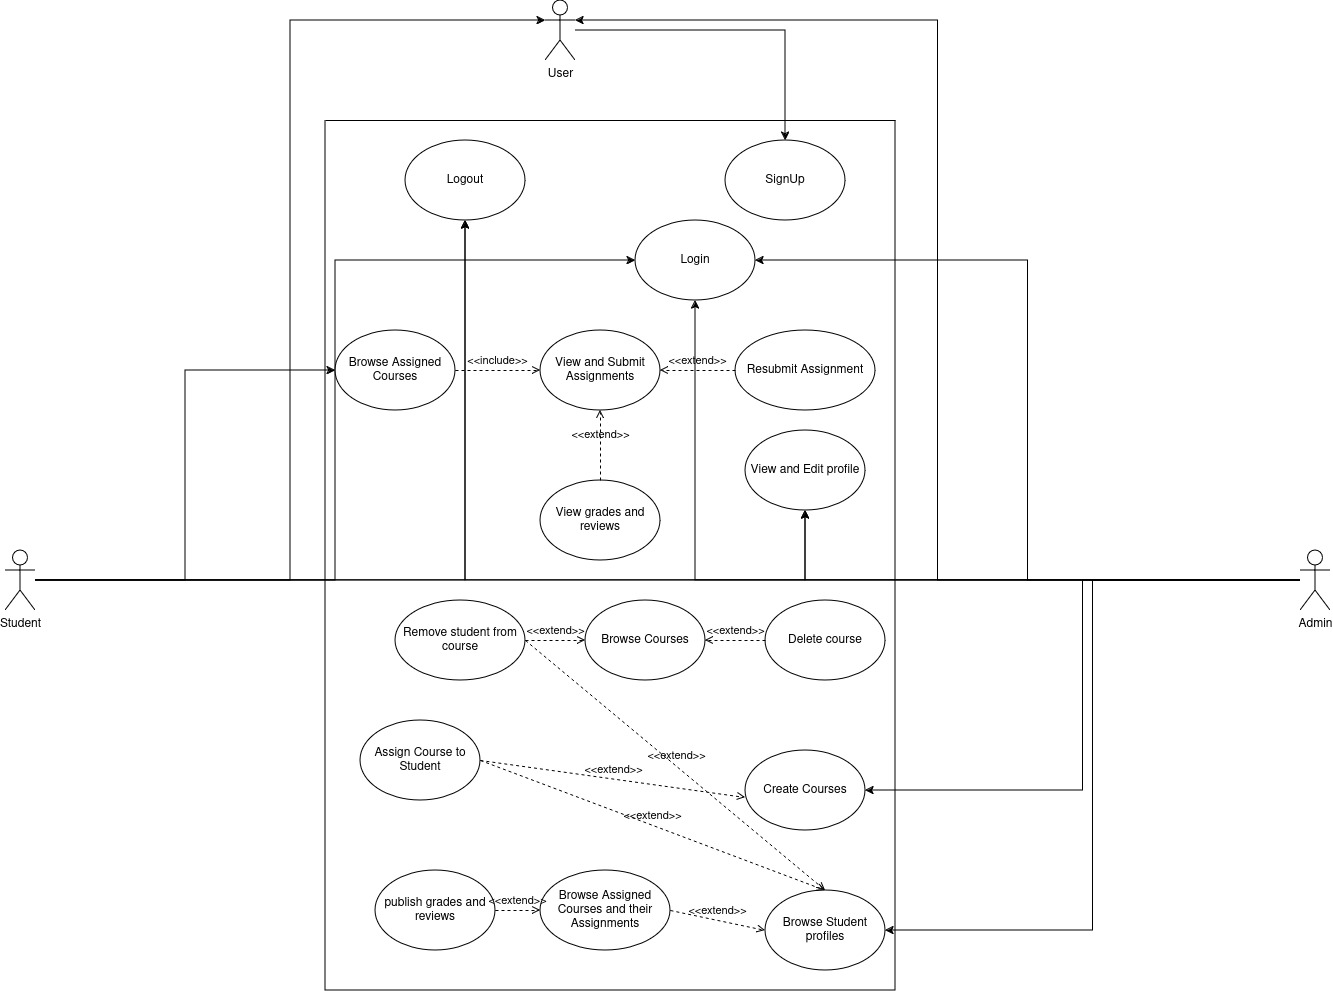 User
Logout
SignUp
Login
Browse Assigned
Courses
<<include>>
View and Submit
Assignments
<<extend>>
Resubmit Assignment
<<extend>>
View and Edit profile
View grades and
reviews
Student
Admin
Remove student from
course
<<extend>>
Browse Courses
<<extend>>
Delete course
Assign Course to
Student
<<extend>>
<<extend>>
Create Courses
<<extend>>
publish grades and
reviews
<<extend>>
Browse Assigned
Courses and their
Assignments
<<extend>>
Browse Student
profiles